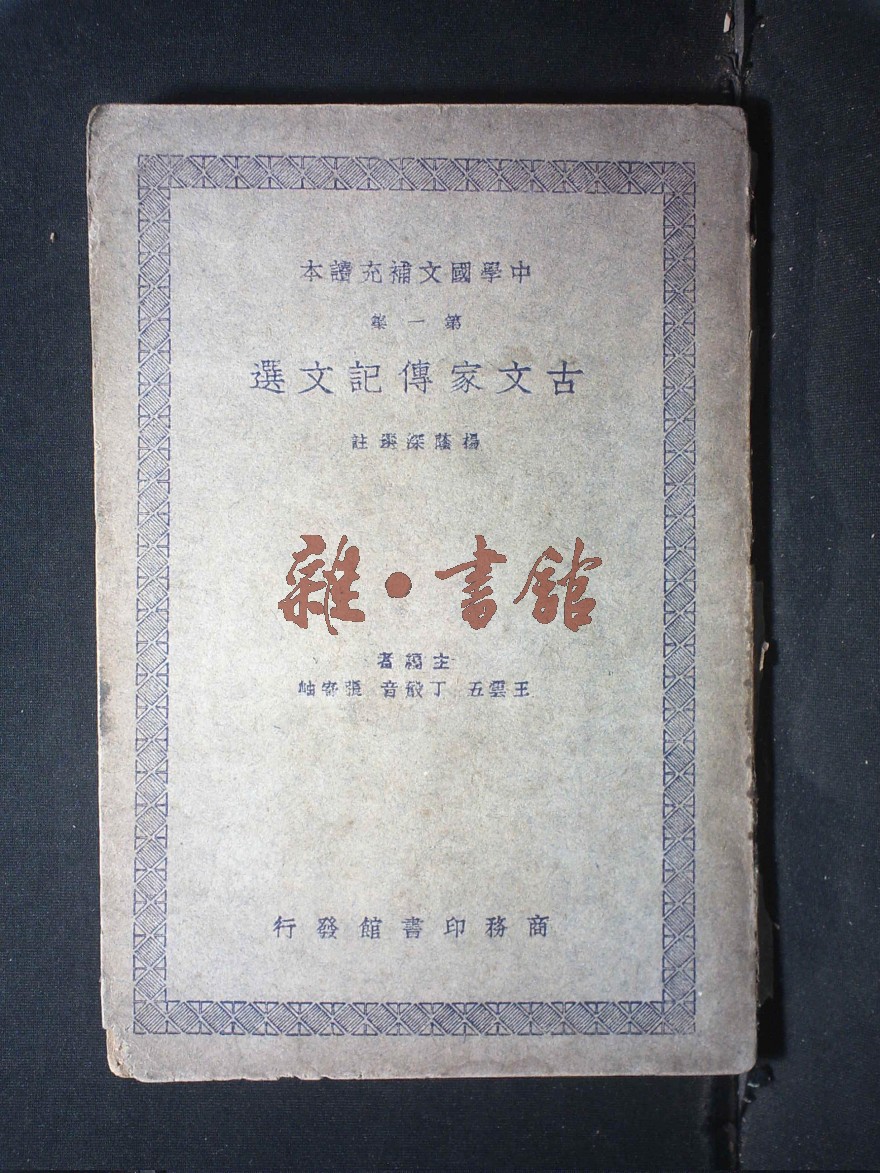 中學國文補充讀本
第一集
古文家傳記文選
楊蔭深選註
雜·書館
主編者
王雲五 丁㲄音 張寄岫
商務印書館發行